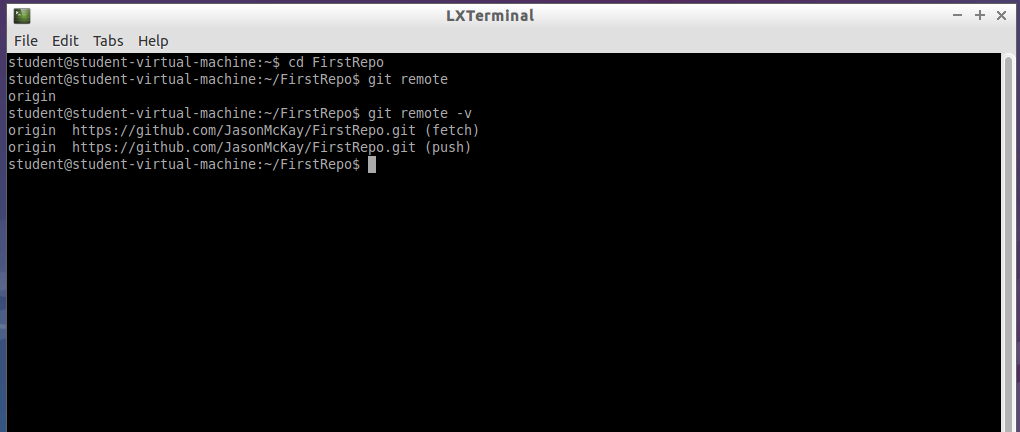 LXTerminal
File Edit Tabs Help
student@student-virtual-machine:~$ cd FirstRepo
student@student-virtual-machine:~/FirstRepo$ git remote
origin
student@student-virtual-machine:~/FirstRepo$ git remote -v
origin  https://github.com/JasonMcKay/FirstRepo.git (fetch)
origin  https://github.com/JasonMcKay/FirstRepo.git (push)
student@student-virtual-machine:~/FirstRepo$